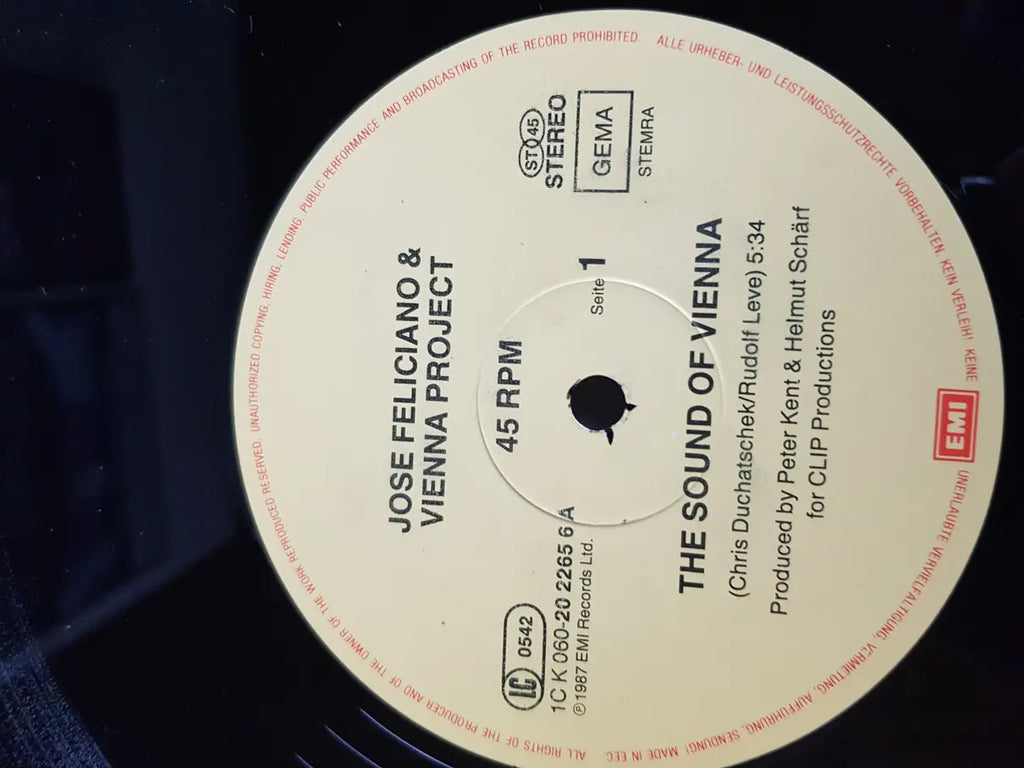 JOSE FELICIANO &
VIENNA PROJECT
45 RPM
ST 45
STEREO
GEMA
STEMRA
LC 0542
1C K 060-20 2265 6 A
℗ 1987 EMI Records Ltd.
Seite 1
THE SOUND OF VIENNA
(Chris Duchatschek/Rudolf Leve) 5:34
Produced by Peter Kent & Helmut Schärf
for CLIP Productions
EMI
ALL RIGHTS OF THE PRODUCER AND OF THE OWNER OF THE WORK REPRODUCED RESERVED. UNAUTHORIZED COPYING, HIRING, LENDING, PUBLIC PERFORMANCE AND BROADCASTING OF THE RECORD PROHIBITED.
ALLE URHEBER- UND LEISTUNGSSCHUTZRECHTE VORBEHALTEN. KEIN VERLEIH! KEINE UNERLAUBTE VERVIELFÄLTIGUNG, VERMIETUNG, AUFFÜHRUNG, SENDUNG! MADE IN EEC